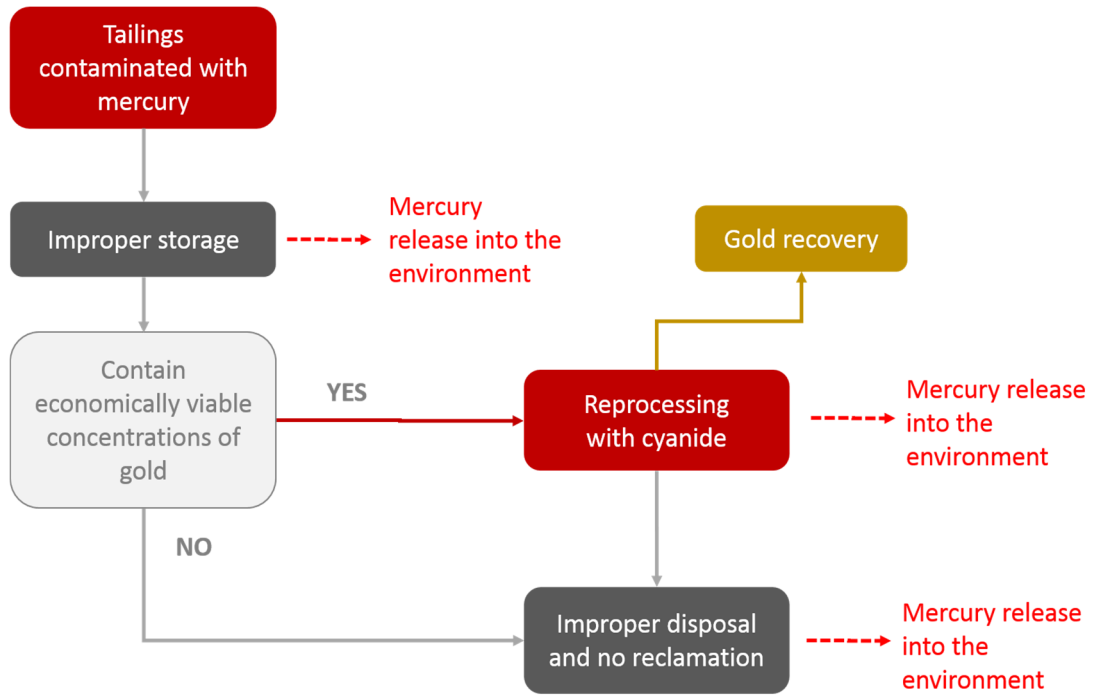 Tailings
contaminated with
mercury
Improper storage
Mercury
release into the
environment
Gold recovery
Contain
economically viable
concentrations of
gold
YES
Reprocessing
with cyanide
Mercury release
into the
environment
NO
Improper disposal
and no reclamation
Mercury release
into the
environment